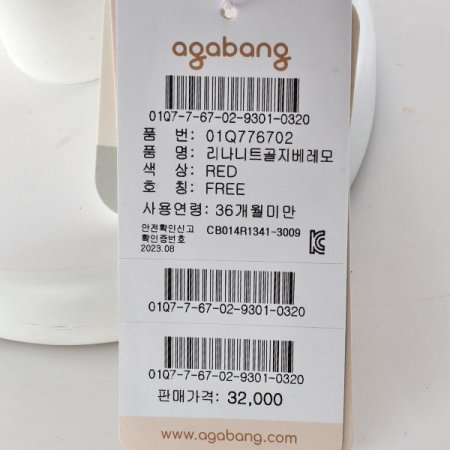 agabang
01Q7-7-67-02-9301-0320
품 번: 01Q776702
품 명: 리나니트골지베레모
색 상: RED
호 칭: FREE
사용연령: 36개월미만
안전확인신고 CB014R1341-3009
확인증번호
2023.08
01Q7-7-67-02-9301-0320
01Q7-7-67-02-9301-0320
판매가격: 32,000
www.agabang.com